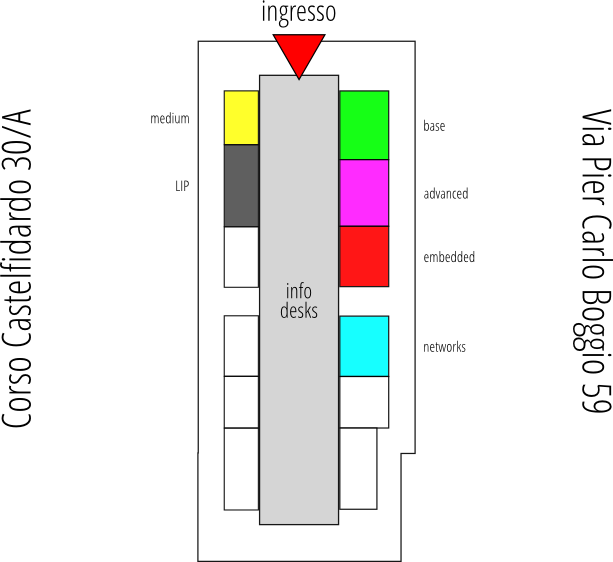 ingresso
Corso Castelfidardo 30/A
medium
LIP
info
desks
base
advanced
embedded
networks
Via Pier Carlo Boggio 59